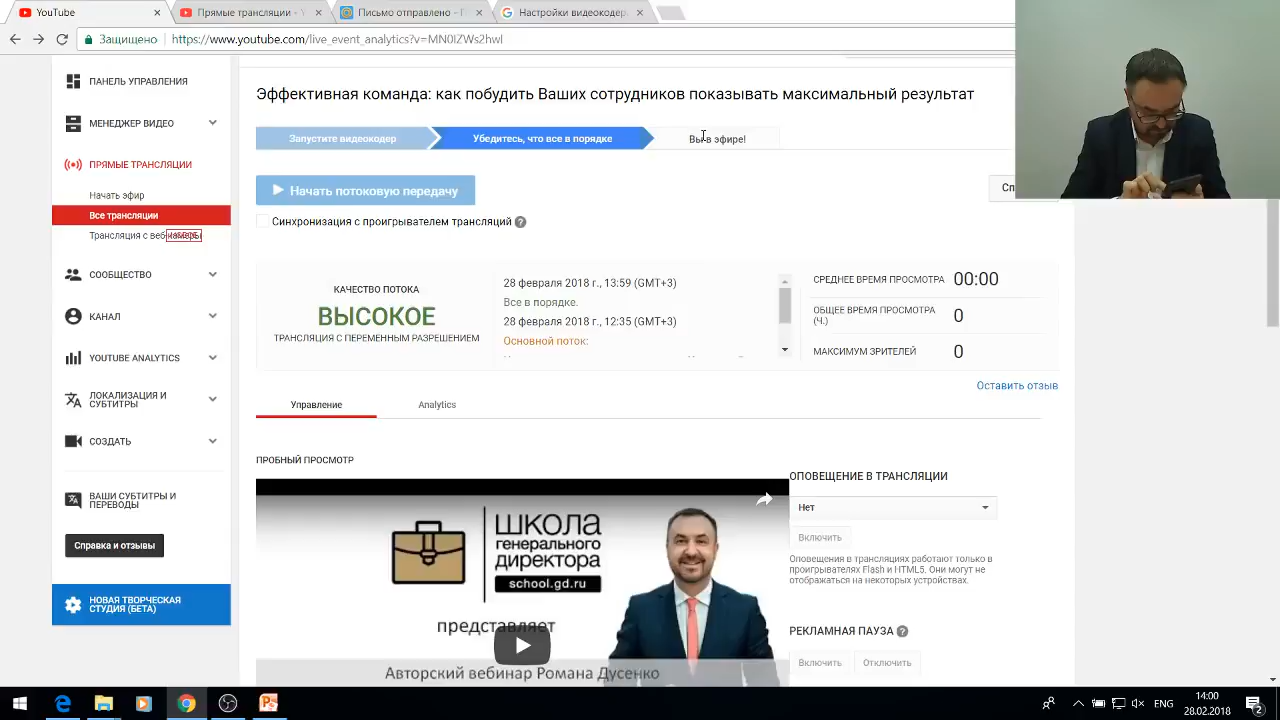 YouTube
Прямые трансляции - Y
Письмо отправлено –
Настройки видеокодер
Защищено
https://www.youtube.com/live_event_analytics?v=MN0IZWs2hwI
ПАНЕЛЬ УПРАВЛЕНИЯ
МЕНЕДЖЕР ВИДЕО
ПРЯМЫЕ ТРАНСЛЯЦИИ
Начать эфир
Все трансляции
Трансляция с веб-камеры
СООБЩЕСТВО
КАНАЛ
YOUTUBE ANALYTICS
ЛОКАЛИЗАЦИЯ И
СУБТИТРЫ
СОЗДАТЬ
ВАШИ СУБТИТРЫ И
ПЕРЕВОДЫ
Справка и отзывы
НОВАЯ ТВОРЧЕСКАЯ
СТУДИЯ (БЕТА)
Эффективная команда: как побудить Ваших сотрудников показывать максимальный результат
Запустите видеокодер
Убедитесь, что все в порядке
Вы в эфире!
Начать потоковую передачу
Сп
Синхронизация с проигрывателем трансляций ?
КАЧЕСТВО ПОТОКА
ВЫСОКОЕ
ТРАНСЛЯЦИЯ С ПЕРЕМЕННЫМ РАЗРЕШЕНИЕМ
28 февраля 2018 г., 13:59 (GMT+3)
Все в порядке.
28 февраля 2018 г., 12:35 (GMT+3)
Основной поток:
СРЕДНЕЕ ВРЕМЯ ПРОСМОТРА 00:00
ОБЩЕЕ ВРЕМЯ ПРОСМОТРА
(Ч.) 0
МАКСИМУМ ЗРИТЕЛЕЙ 0
Оставить отзыв
Управление
Analytics
ПРОБНЫЙ ПРОСМОТР
ШКОЛА
генерального
директора
school.gd.ru
представляет
Авторский вебинар Романа Дусенко
ОПОВЕЩЕНИЕ В ТРАНСЛЯЦИИ
Нет
Включить
Оповещения в трансляциях работают только в
проигрывателях Flash и HTML5. Они могут не
отображаться на некоторых устройствах.
РЕКЛАМНАЯ ПАУЗА ?
Включить
Отключить
ENG
14:00
28.02.2018
2